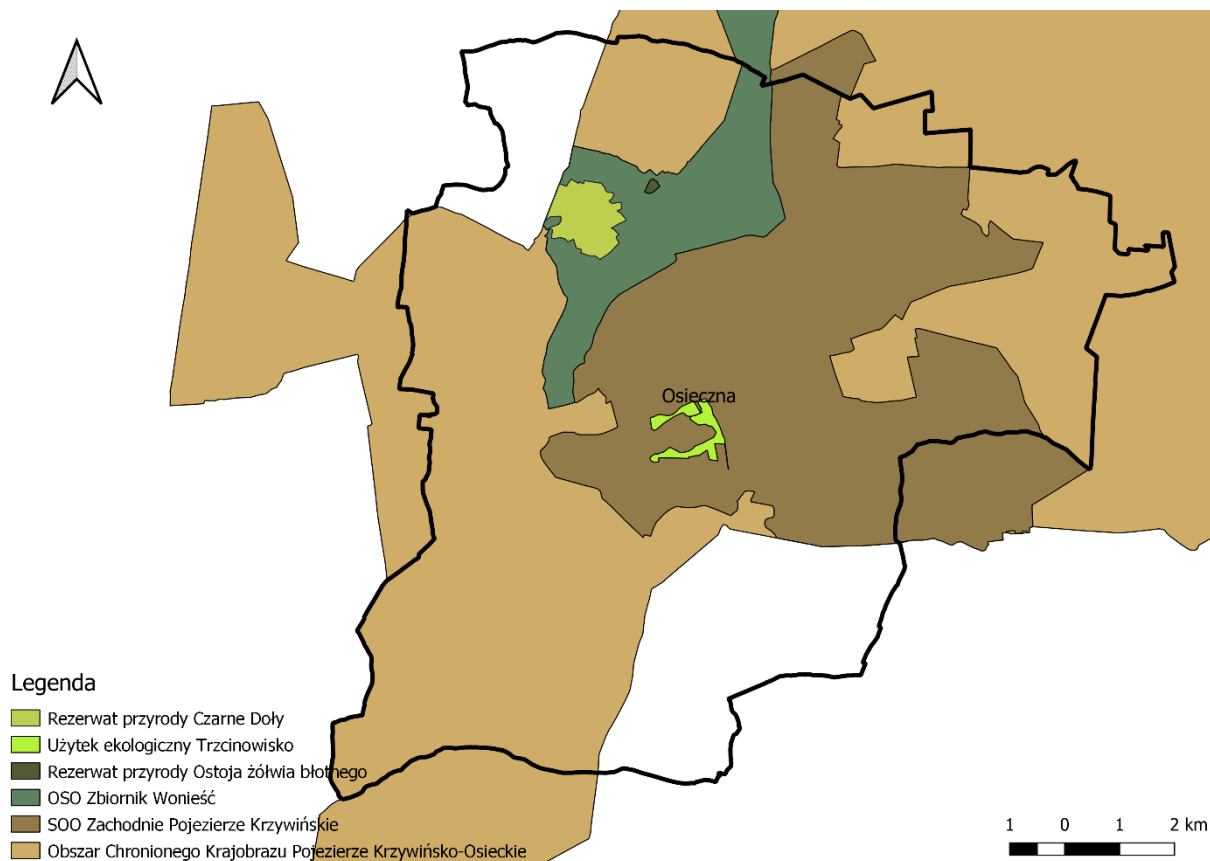 Osieczna
Legenda
Rezerwat przyrody Czarne Doły
Użytek ekologiczny Trzcinowisko
Rezerwat przyrody Ostoja żółwia błotnego
OSO Zbiornik Wonieść
SOO Zachodnie Pojezierze Krzywińskie
Obszar Chronionego Krajobrazu Pojezierze Krzywińsko-Osieckie
1 0 1 2 km